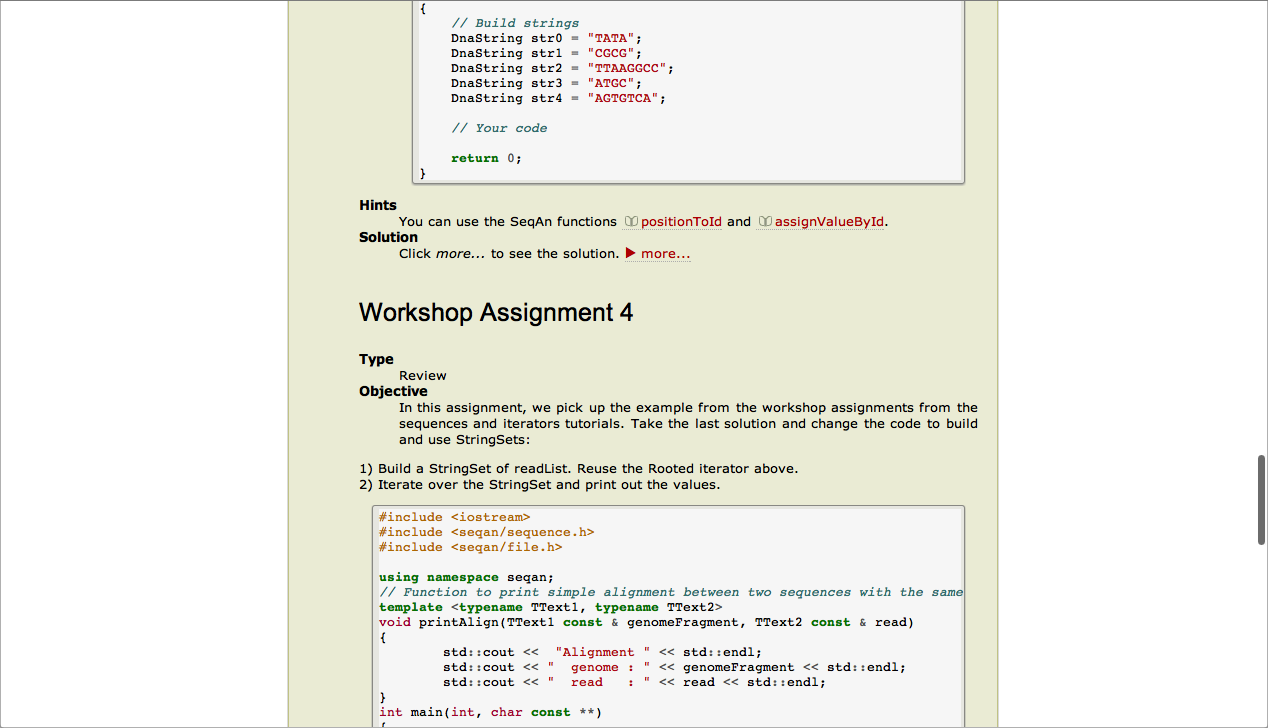 {
// Build strings
DnaString str0 = "TATA";
DnaString str1 = "CGCG";
DnaString str2 = "TTAAGGCC";
DnaString str3 = "ATGC";
DnaString str4 = "AGTGTCA";
// Your code
return 0;
}
Hints
You can use the SeqAn functions positionToId and assignValueById.
Solution
Click more... to see the solution. ▶ more...
Workshop Assignment 4
Type
Review
Objective
In this assignment, we pick up the example from the workshop assignments from the
sequences and iterators tutorials. Take the last solution and change the code to build
and use StringSets:
1) Build a StringSet of readList. Reuse the Rooted iterator above.
2) Iterate over the StringSet and print out the values.
#include <iostream>
#include <seqan/sequence.h>
#include <seqan/file.h>
using namespace seqan;
// Function to print simple alignment between two sequences with the same
template <typename TText1, typename TText2>
void printAlign(TText1 const & genomeFragment, TText2 const & read)
{
std::cout << "Alignment " << std::endl;
std::cout << "  genome : " << genomeFragment << std::endl;
std::cout << "  read   : " << read << std::endl;
}
int main(int, char const **)
{